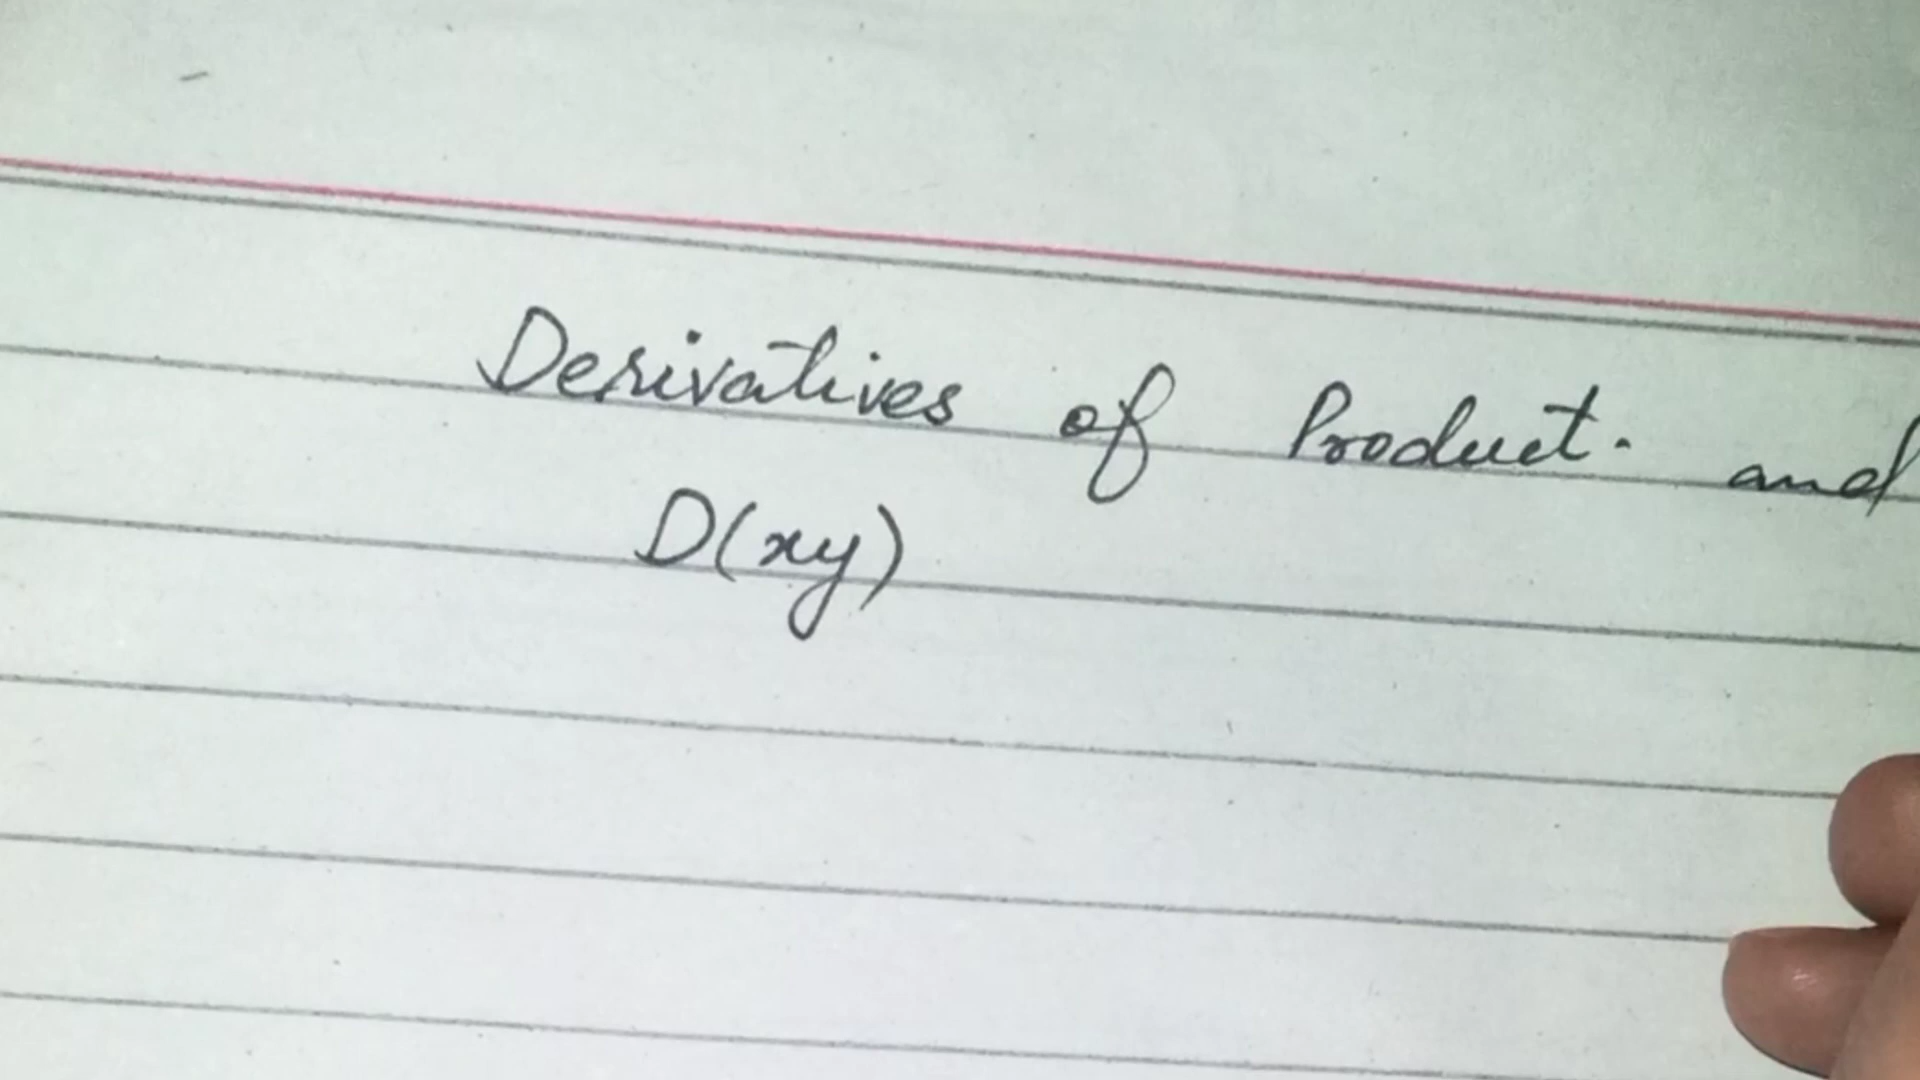 Derivatives of Product. and
D(xy)